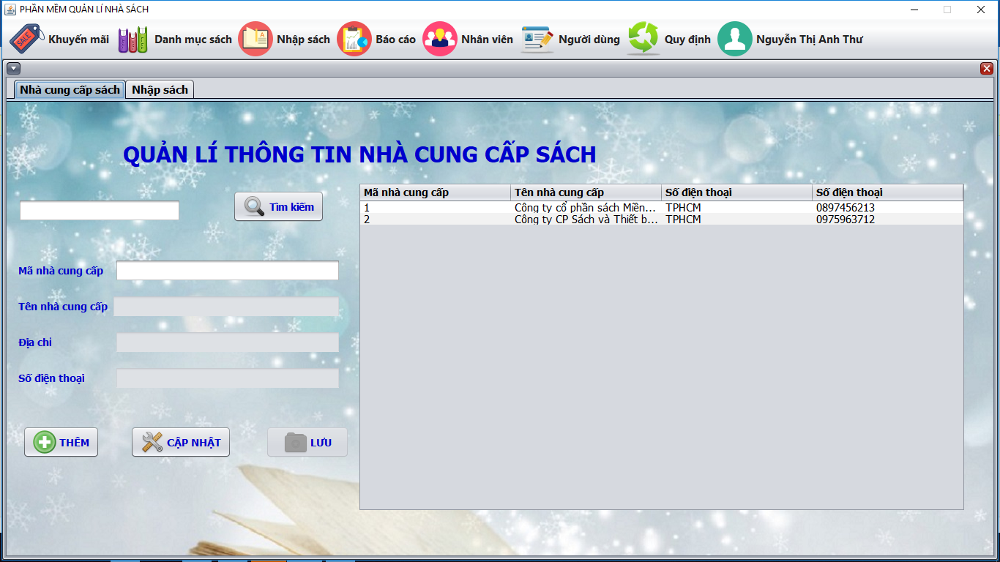 PHẦN MỀM QUẢN LÍ NHÀ SÁCH
Khuyến mãi Danh mục sách Nhập sách Báo cáo Nhân viên Người dùng Quy định Nguyễn Thị Anh Thư
Nhà cung cấp sách Nhập sách
QUẢN LÍ THÔNG TIN NHÀ CUNG CẤP SÁCH
Tìm kiếm
Mã nhà cung cấp
Tên nhà cung cấp
Địa chỉ
Số điện thoại
THÊM CẬP NHẬT LƯU
Mã nhà cung cấp Tên nhà cung cấp Số điện thoại Số điện thoại
1 Công ty cổ phần sách Miền... TPHCM 0897456213
2 Công ty CP Sách và Thiết b... TPHCM 0975963712